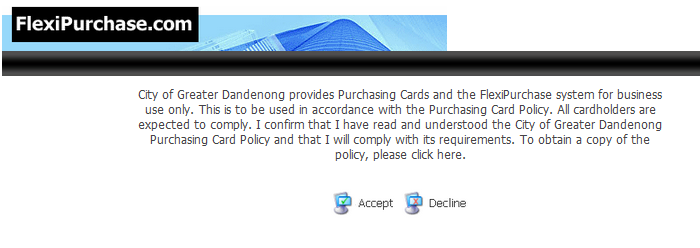 FlexiPurchase.com
City of Greater Dandenong provides Purchasing Cards and the FlexiPurchase system for business
use only. This is to be used in accordance with the Purchasing Card Policy. All cardholders are
expected to comply. I confirm that I have read and understood the City of Greater Dandenong
Purchasing Card Policy and that I will comply with its requirements. To obtain a copy of the
policy, please click here.
Accept Decline